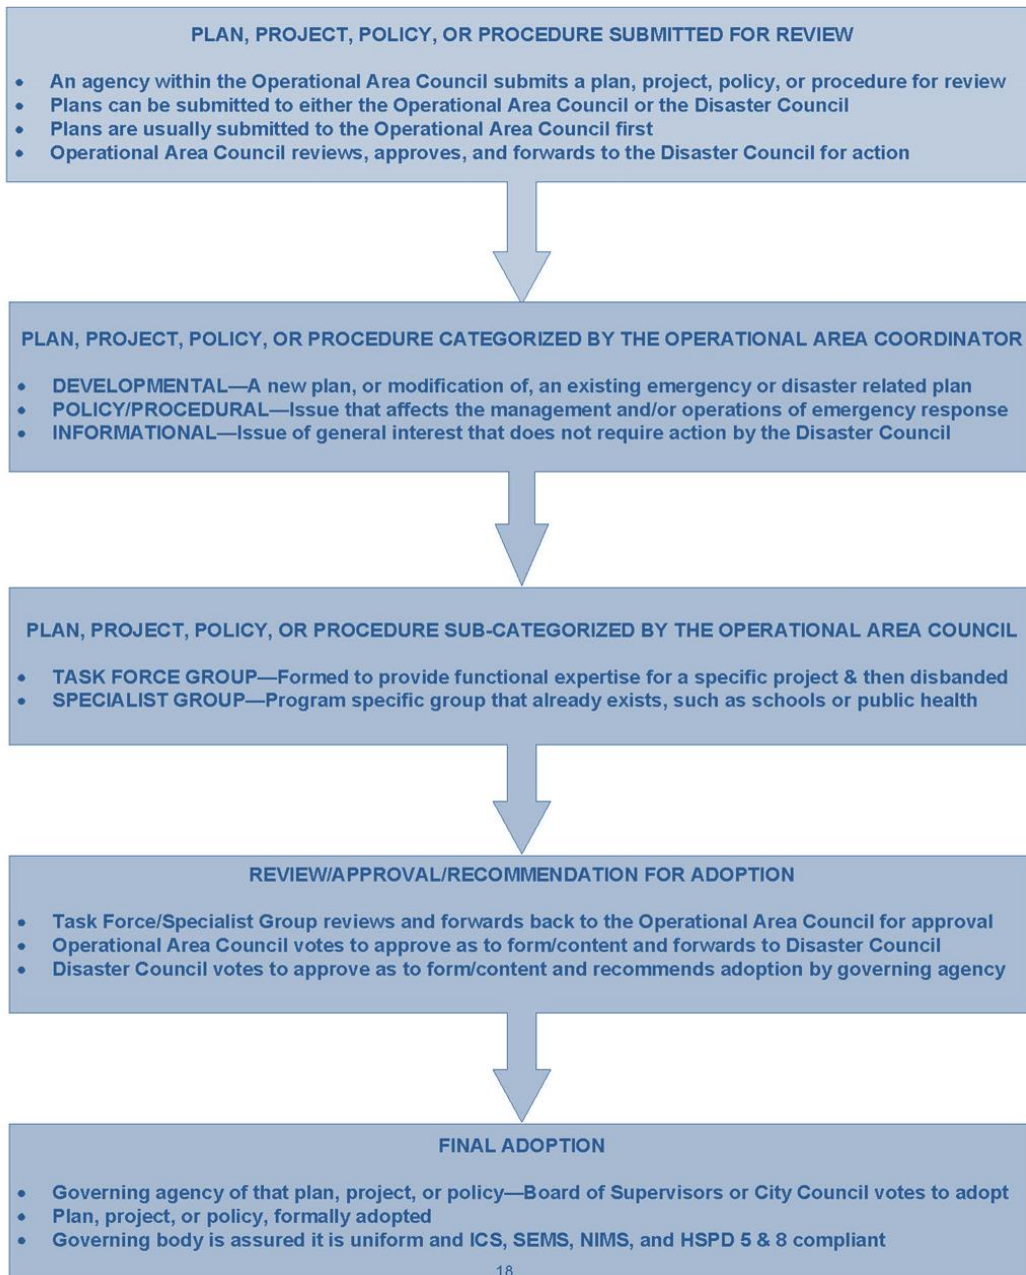 PLAN, PROJECT, POLICY, OR PROCEDURE SUBMITTED FOR REVIEW
• An agency within the Operational Area Council submits a plan, project, policy, or procedure for review
• Plans can be submitted to either the Operational Area Council or the Disaster Council
• Plans are usually submitted to the Operational Area Council first
• Operational Area Council reviews, approves, and forwards to the Disaster Council for action
PLAN, PROJECT, POLICY, OR PROCEDURE CATEGORIZED BY THE OPERATIONAL AREA COORDINATOR
• DEVELOPMENTAL—A new plan, or modification of, an existing emergency or disaster related plan
• POLICY/PROCEDURAL—Issue that affects the management and/or operations of emergency response
• INFORMATIONAL—Issue of general interest that does not require action by the Disaster Council
PLAN, PROJECT, POLICY, OR PROCEDURE SUB-CATEGORIZED BY THE OPERATIONAL AREA COUNCIL
• TASK FORCE GROUP—Formed to provide functional expertise for a specific project & then disbanded
• SPECIALIST GROUP—Program specific group that already exists, such as schools or public health
REVIEW/APPROVAL/RECOMMENDATION FOR ADOPTION
• Task Force/Specialist Group reviews and forwards back to the Operational Area Council for approval
• Operational Area Council votes to approve as to form/content and forwards to Disaster Council
• Disaster Council votes to approve as to form/content and recommends adoption by governing agency
FINAL ADOPTION
• Governing agency of that plan, project, or policy—Board of Supervisors or City Council votes to adopt
• Plan, project, or policy, formally adopted
• Governing body is assured it is uniform and ICS, SEMS, NIMS, and HSPD 5 & 8 compliant
18